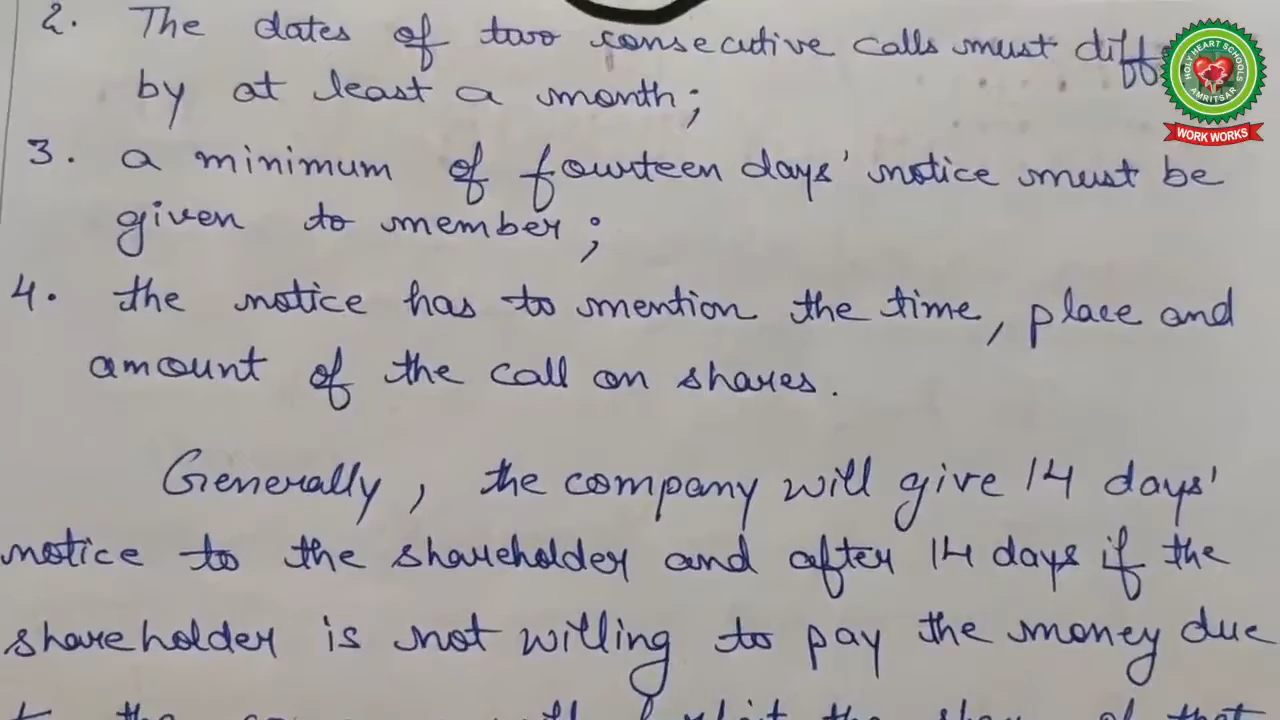 2. The dates of two consecutive calls must
by at least a month;
3. a minimum of fourteen days' notice must be
given to member;
4. the notice has to mention the time, place and
amount of the call on shares.
Generally, the company will give 14 days'
notice to the shareholder and after 14 days if the
shareholder is not willing to pay the money due
the
HOLY HEART SCHOOLS
AMRITSAR
WORK WORKS